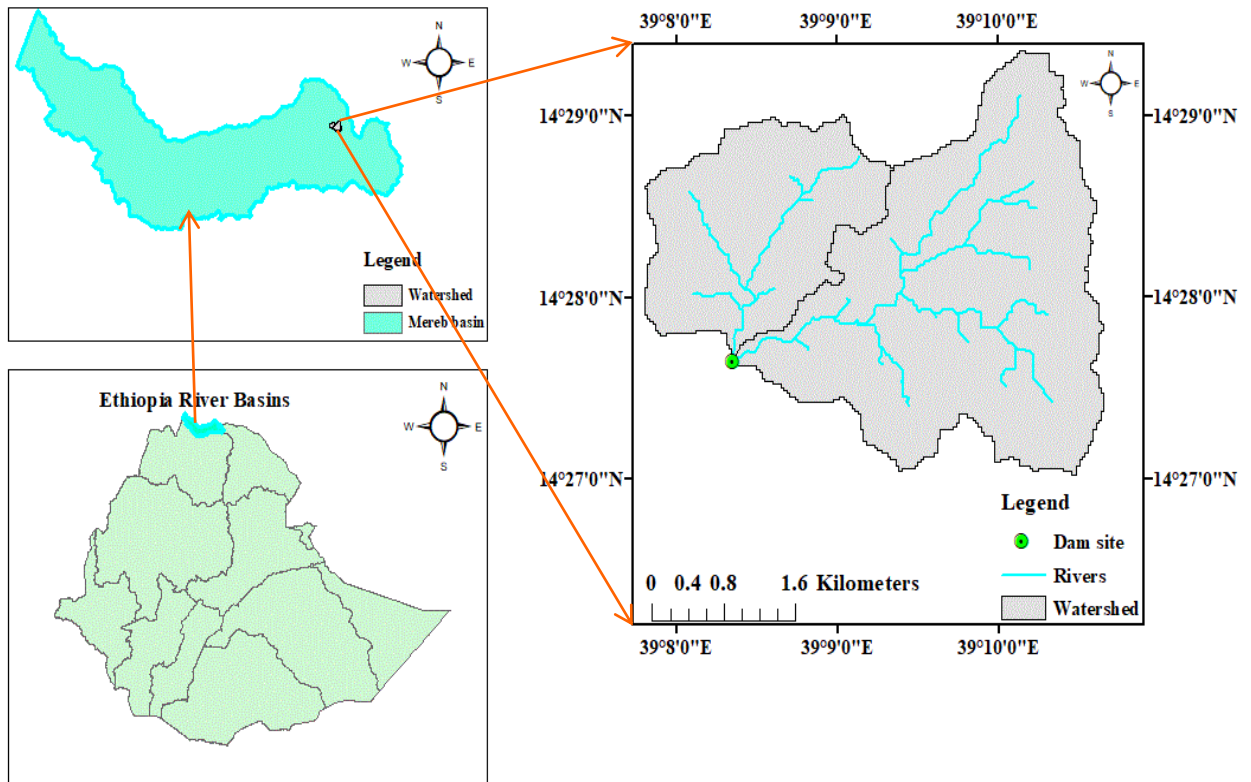 N
W E
S
Legend
Watershed
Mereb basin
Ethiopia River Basins
N
W E
S
39°8'0"E 39°9'0"E 39°10'0"E
N
W E
S
14°29'0"N 14°29'0"N
14°28'0"N 14°28'0"N
14°27'0"N 14°27'0"N
Legend
Dam site
Rivers
Watershed
0 0.4 0.8 1.6 Kilometers
39°8'0"E 39°9'0"E 39°10'0"E